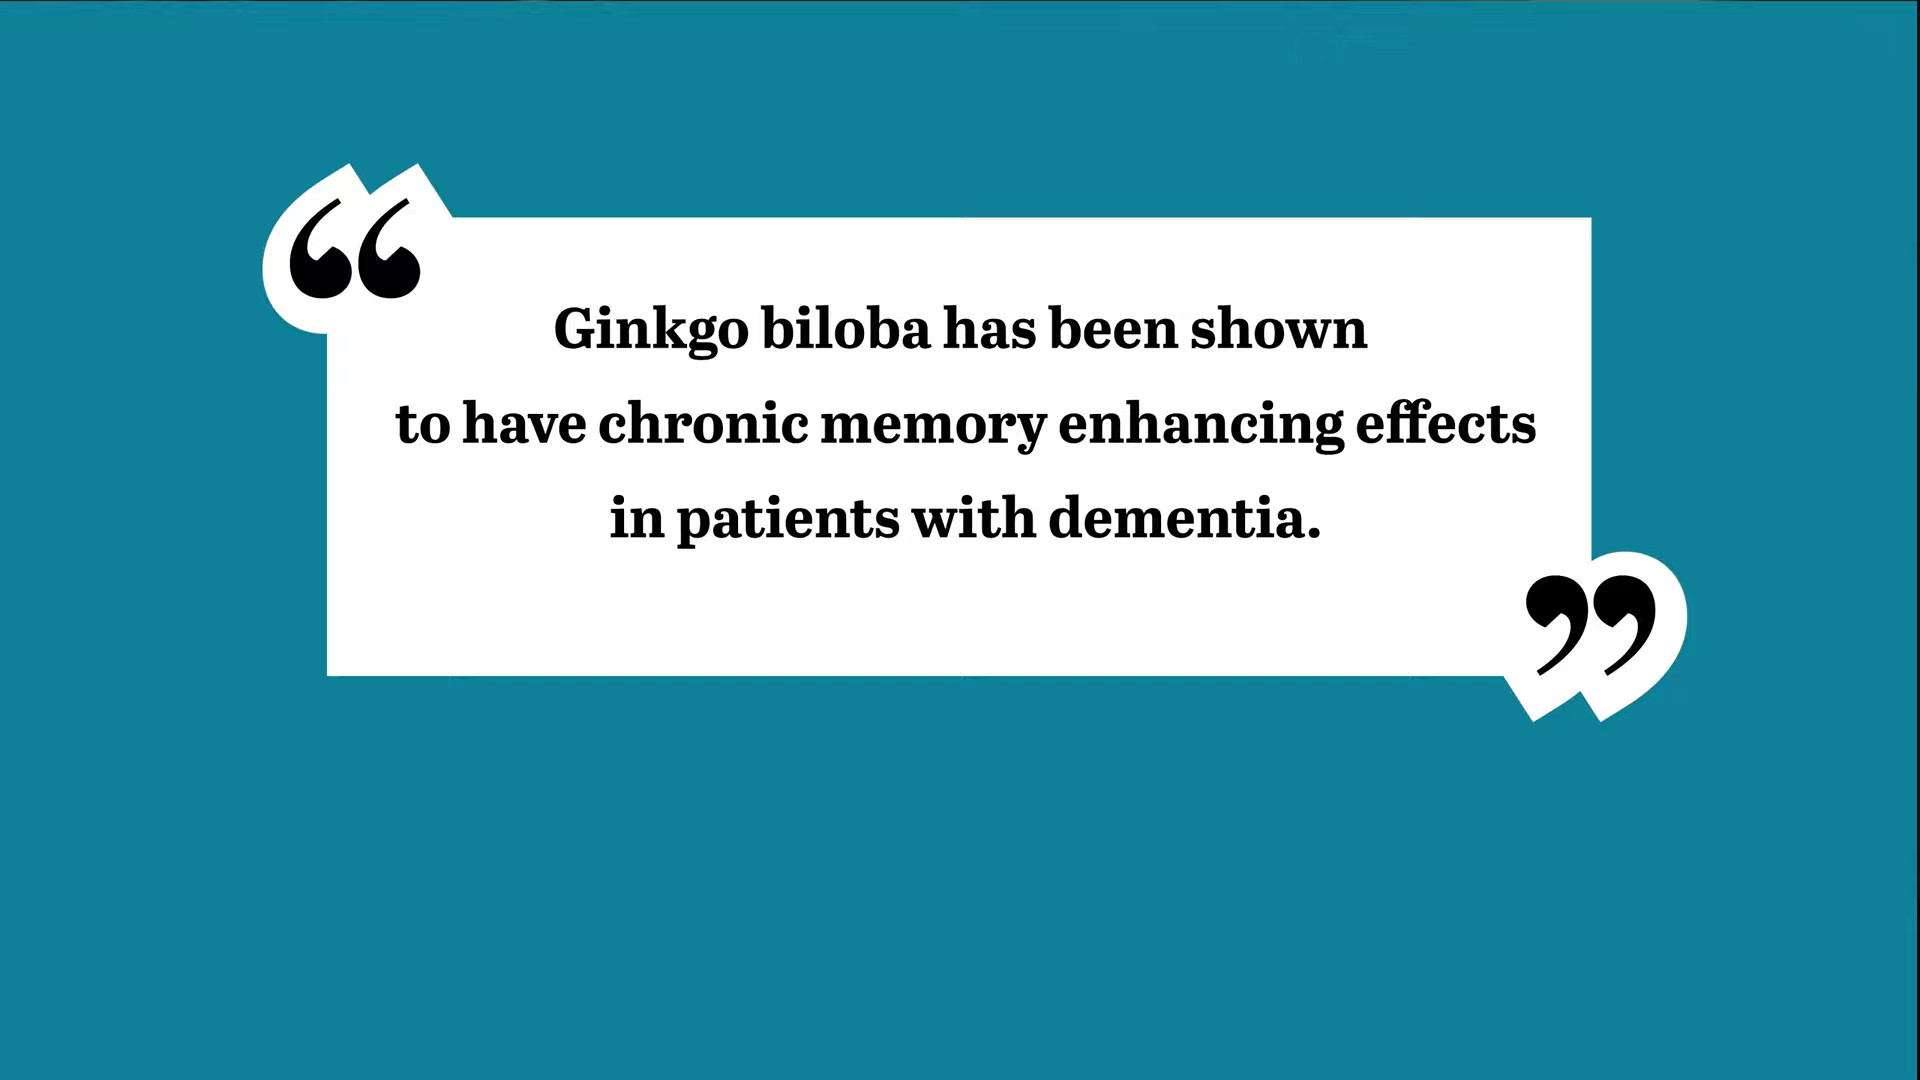 “
Ginkgo biloba has been shown
to have chronic memory enhancing effects
in patients with dementia.
”